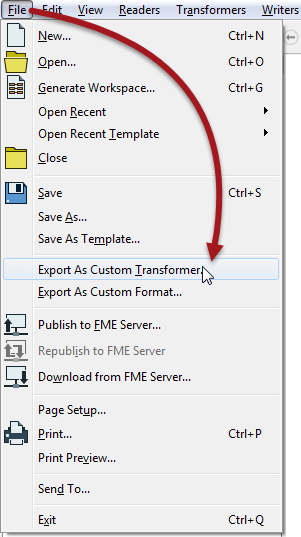 File Edit View Readers Transformers Writers
New... Ctrl+N
Open... Ctrl+O
Generate Workspace... Ctrl+G
Open Recent
Open Recent Template
Close
Save Ctrl+S
Save As...
Save As Template...
Export As Custom Transformer
Export As Custom Format...
Publish to FME Server...
Republish to FME Server
Download from FME Server...
Page Setup...
Print... Ctrl+P
Print Preview...
Send To...
Exit Ctrl+Q